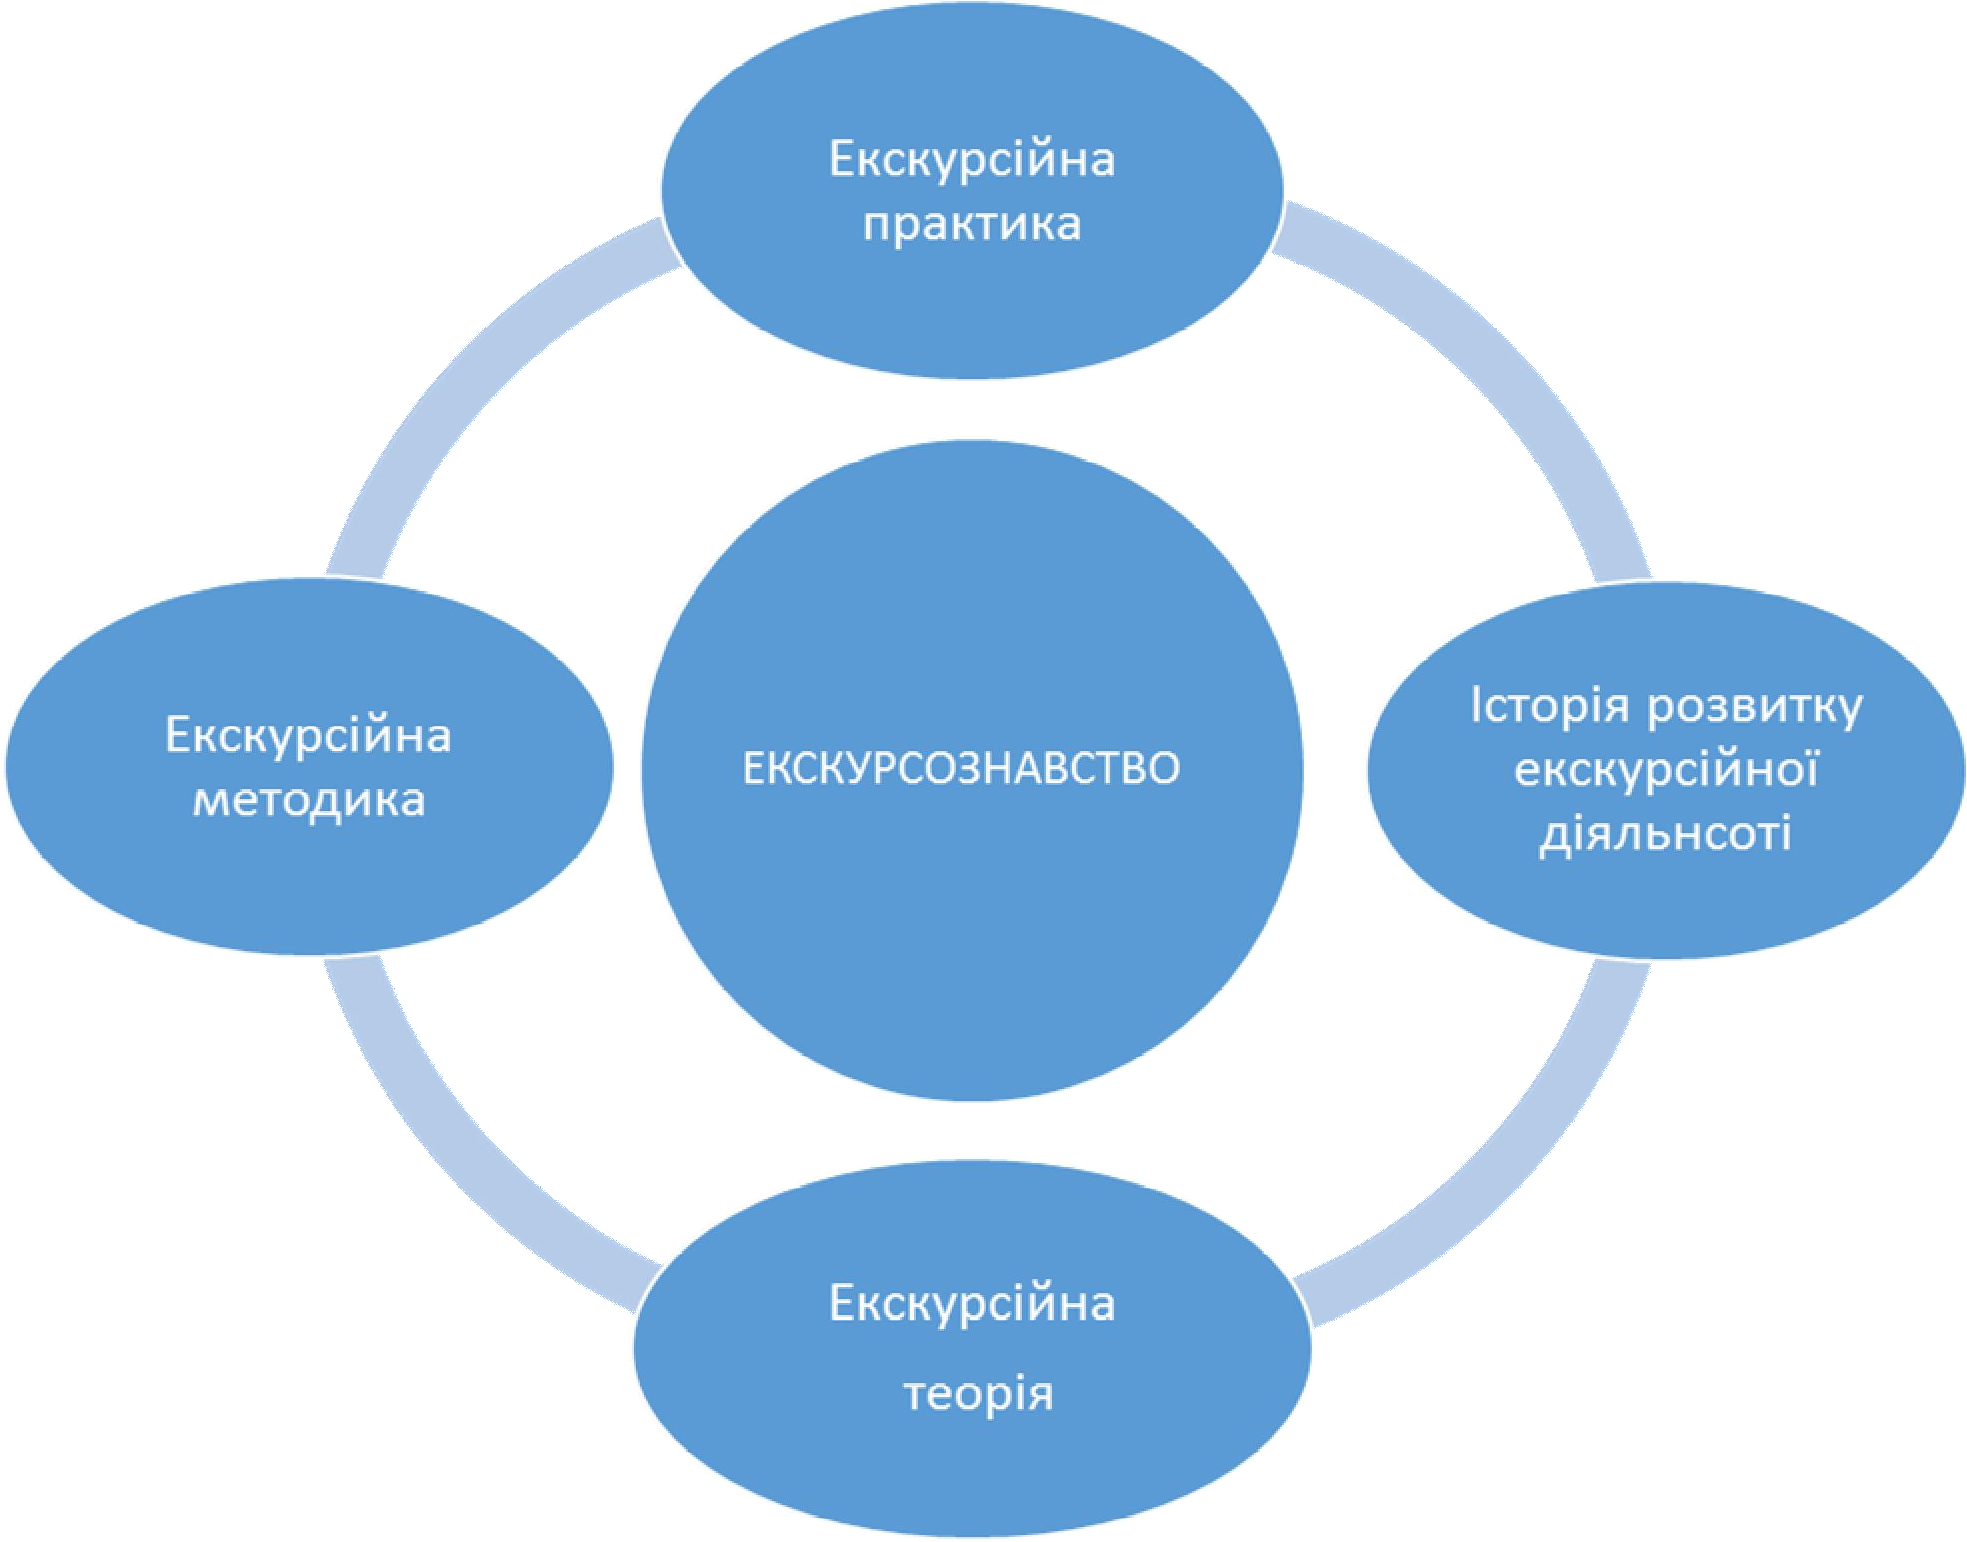 Екскурсійна
практика
Екскурсійна
методика
ЕКСКУРСОЗНАВСТВО
Історія розвитку
екскурсійної
діяльнсоті
Екскурсійна
теорія